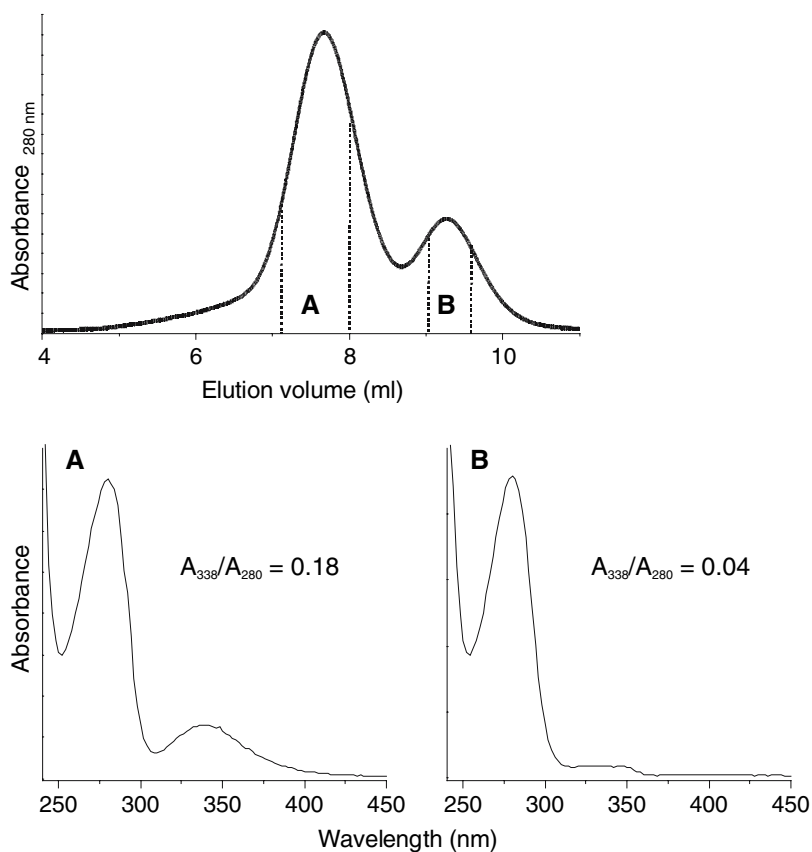 Absorbance 280 nm
A
B
4 6 8 10
Elution volume (ml)
A
A338/A280 = 0.18
B
A338/A280 = 0.04
Absorbance
250 300 350 400 450
250 300 350 400 450
Wavelength (nm)